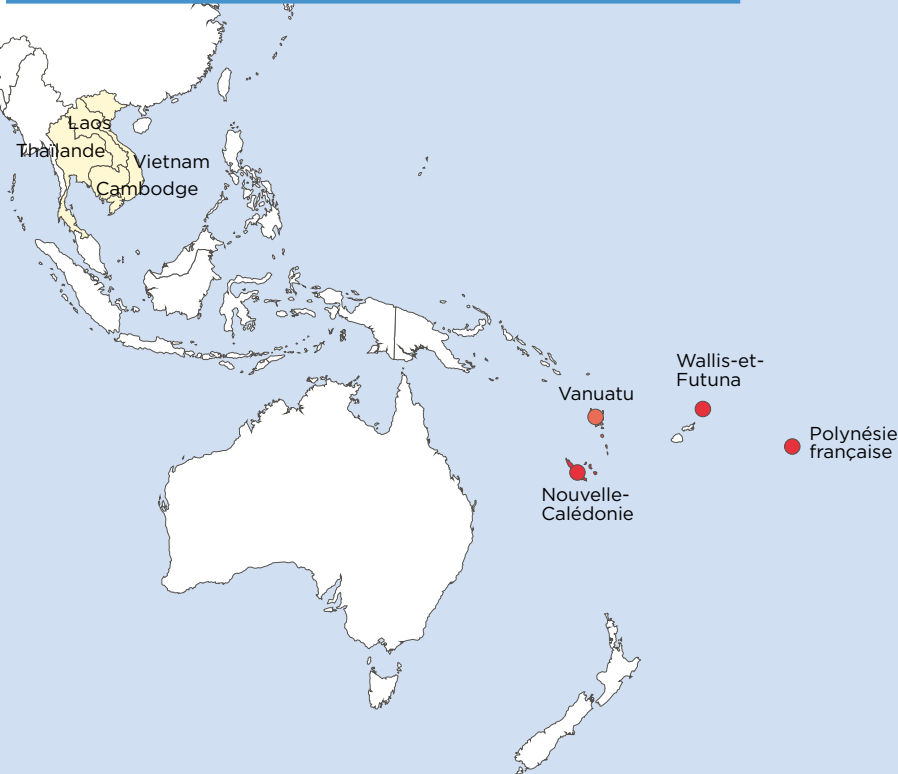 Laos
Thaïlande
Vietnam
Cambodge
Wallis-et-
Futuna
Vanuatu
Polynésie
française
Nouvelle-
Calédonie